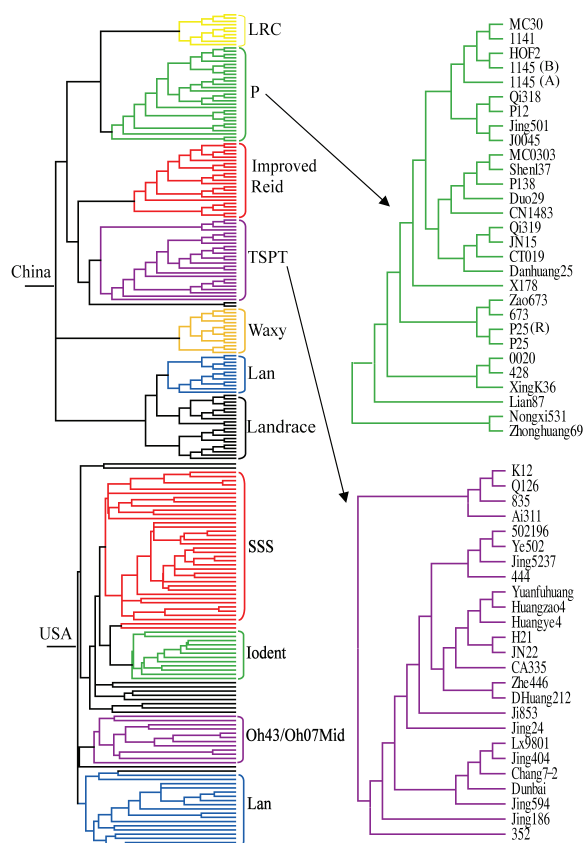 LRC
P
Improved
Reid
TSPT
China
Waxy
Lan
Landrace
SSS
USA
Iodent
Oh43/Oh07Mid
Lan
MC30
1141
HOF2
1145 (B)
1145 (A)
Qi318
P12
Jing501
J0045
MC0303
Shenl37
P138
Duo29
CN1483
Qi319
JN15
CT019
Danhuang25
X178
Zao673
673
P25(R)
P25
0020
428
XingK36
Lian87
Nongxi531
Zhonghuang69
K12
Q126
835
Ai311
502196
Ye502
Jing5237
444
Yuanfuhuang
Huangzao4
Huangye4
H21
JN22
CA335
Zhe446
DHuang212
Ji853
Jing24
Lx9801
Jing404
Chang7-2
Dunbai
Jing594
Jing186
352